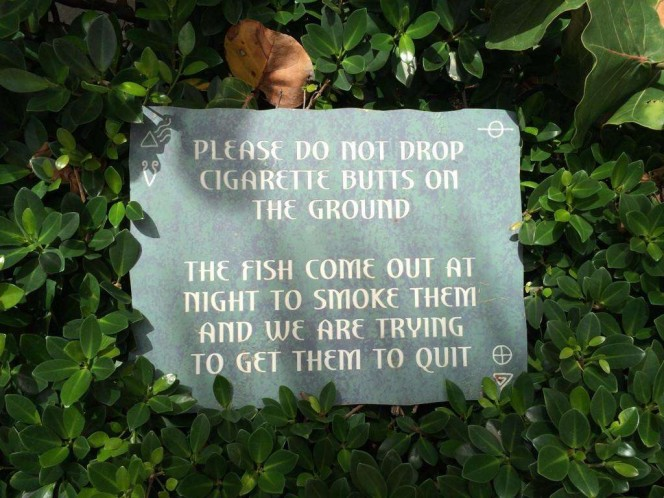 PLEASE DO NOT DROP
CIGARETTE BUTTS ON
THE GROUND
THE FISH COME OUT AT
NIGHT TO SMOKE THEM
AND WE ARE TRYING
TO GET THEM TO QUIT